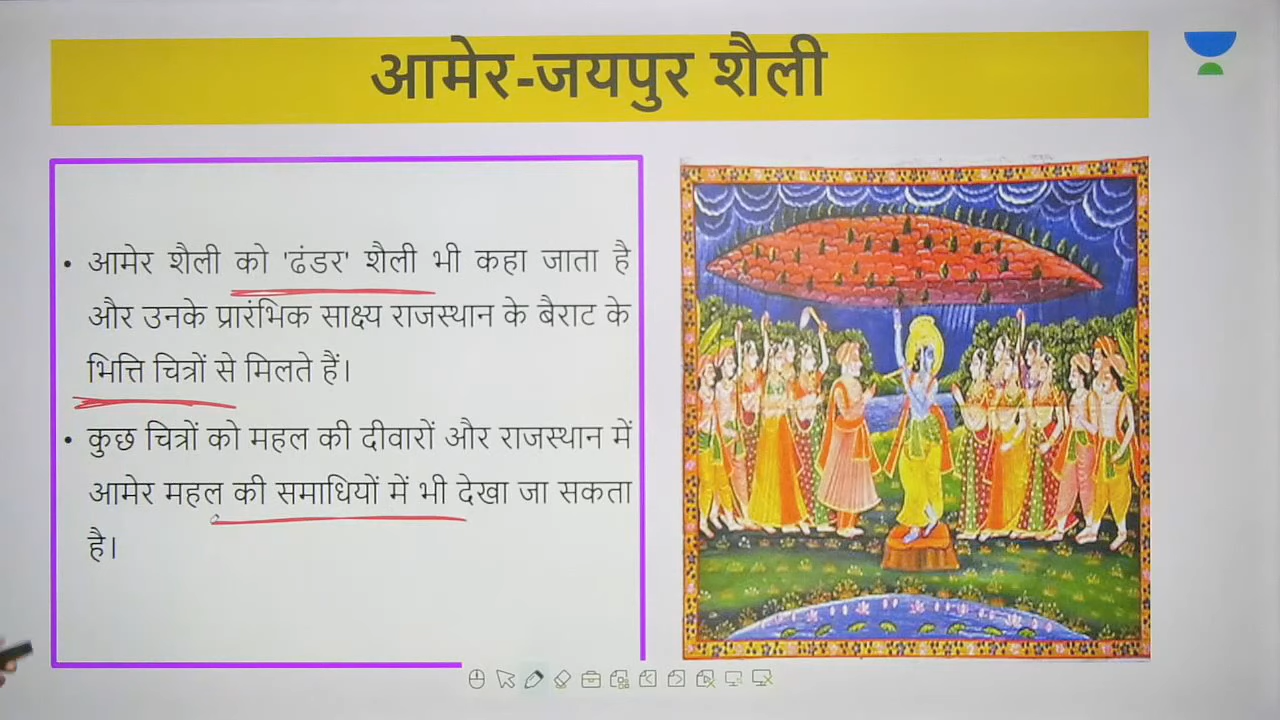 आमेर-जयपुर शैली
• आमेर शैली को 'ढंडर' शैली भी कहा जाता है
और उनके प्रारंभिक साक्ष्य राजस्थान के बैराट के
भित्ति चित्रों से मिलते हैं।
• कुछ चित्रों को महल की दीवारों और राजस्थान में
आमेर महल की समाधियों में भी देखा जा सकता
है।